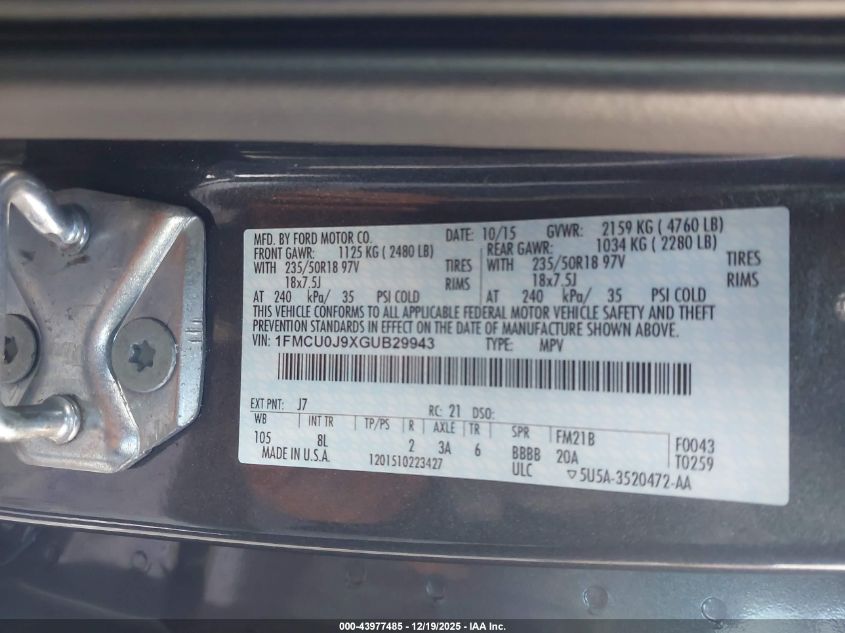 MFD. BY FORD MOTOR CO. DATE: 10/15 GVWR: 2159 KG ( 4760 LB)
FRONT GAWR: 1125 KG ( 2480 LB) REAR GAWR: 1034 KG ( 2280 LB)
WITH 235/50R18 97V TIRES WITH 235/50R18 97V TIRES
18x7.5J RIMS 18x7.5J RIMS
AT 240 kPa/ 35 PSI COLD AT 240 kPa/ 35 PSI COLD
THIS VEHICLE CONFORMS TO ALL APPLICABLE FEDERAL MOTOR VEHICLE SAFETY AND THEFT
PREVENTION STANDARDS IN EFFECT ON THE DATE OF MANUFACTURE SHOWN ABOVE.
VIN: 1FMCU0J9XGUB29943 TYPE: MPV
EXT PNT: J7 RC: 21 DSO:
WB INT TR TP/PS R AXLE TR SPR FM21B F0043
105 8L 2 3A 6 BBBB 20A T0259
MADE IN U.S.A. 1201510223427 ULC ▽5U5A-3520472-AA
000-43977485 - 12/19/2025 - IAA Inc.